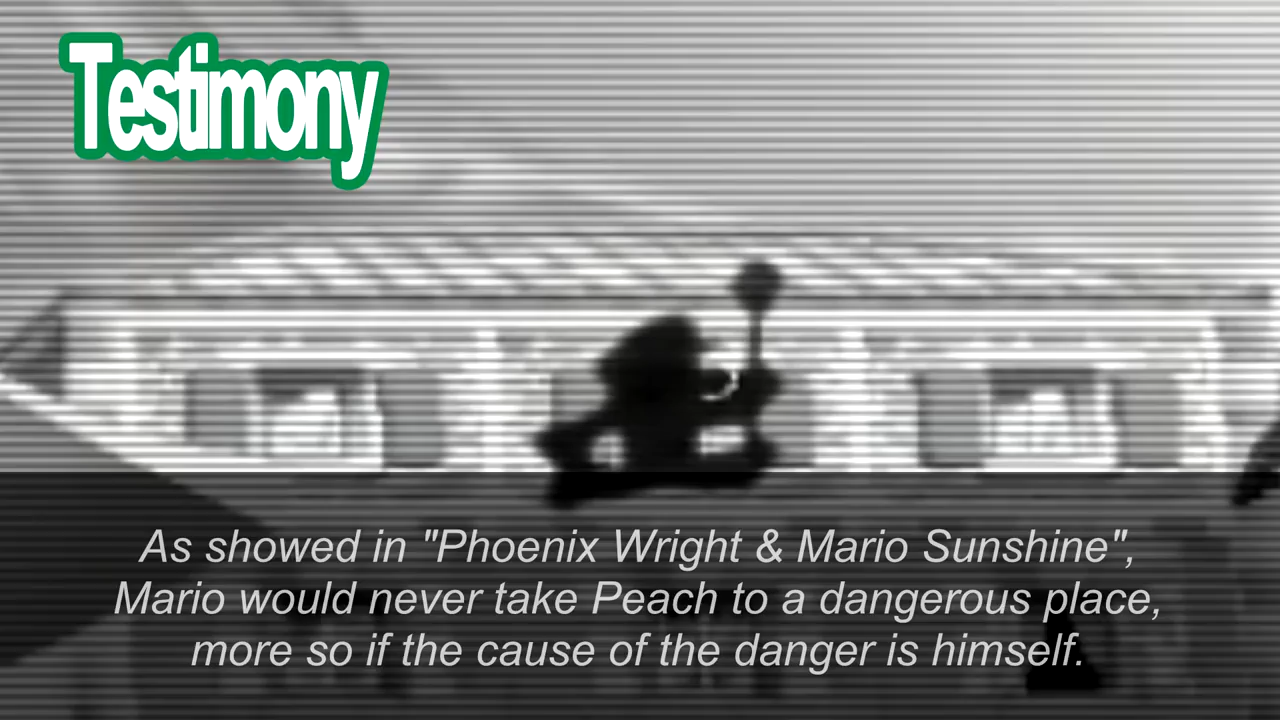 Testimony
As showed in "Phoenix Wright & Mario Sunshine",
Mario would never take Peach to a dangerous place,
more so if the cause of the danger is himself.